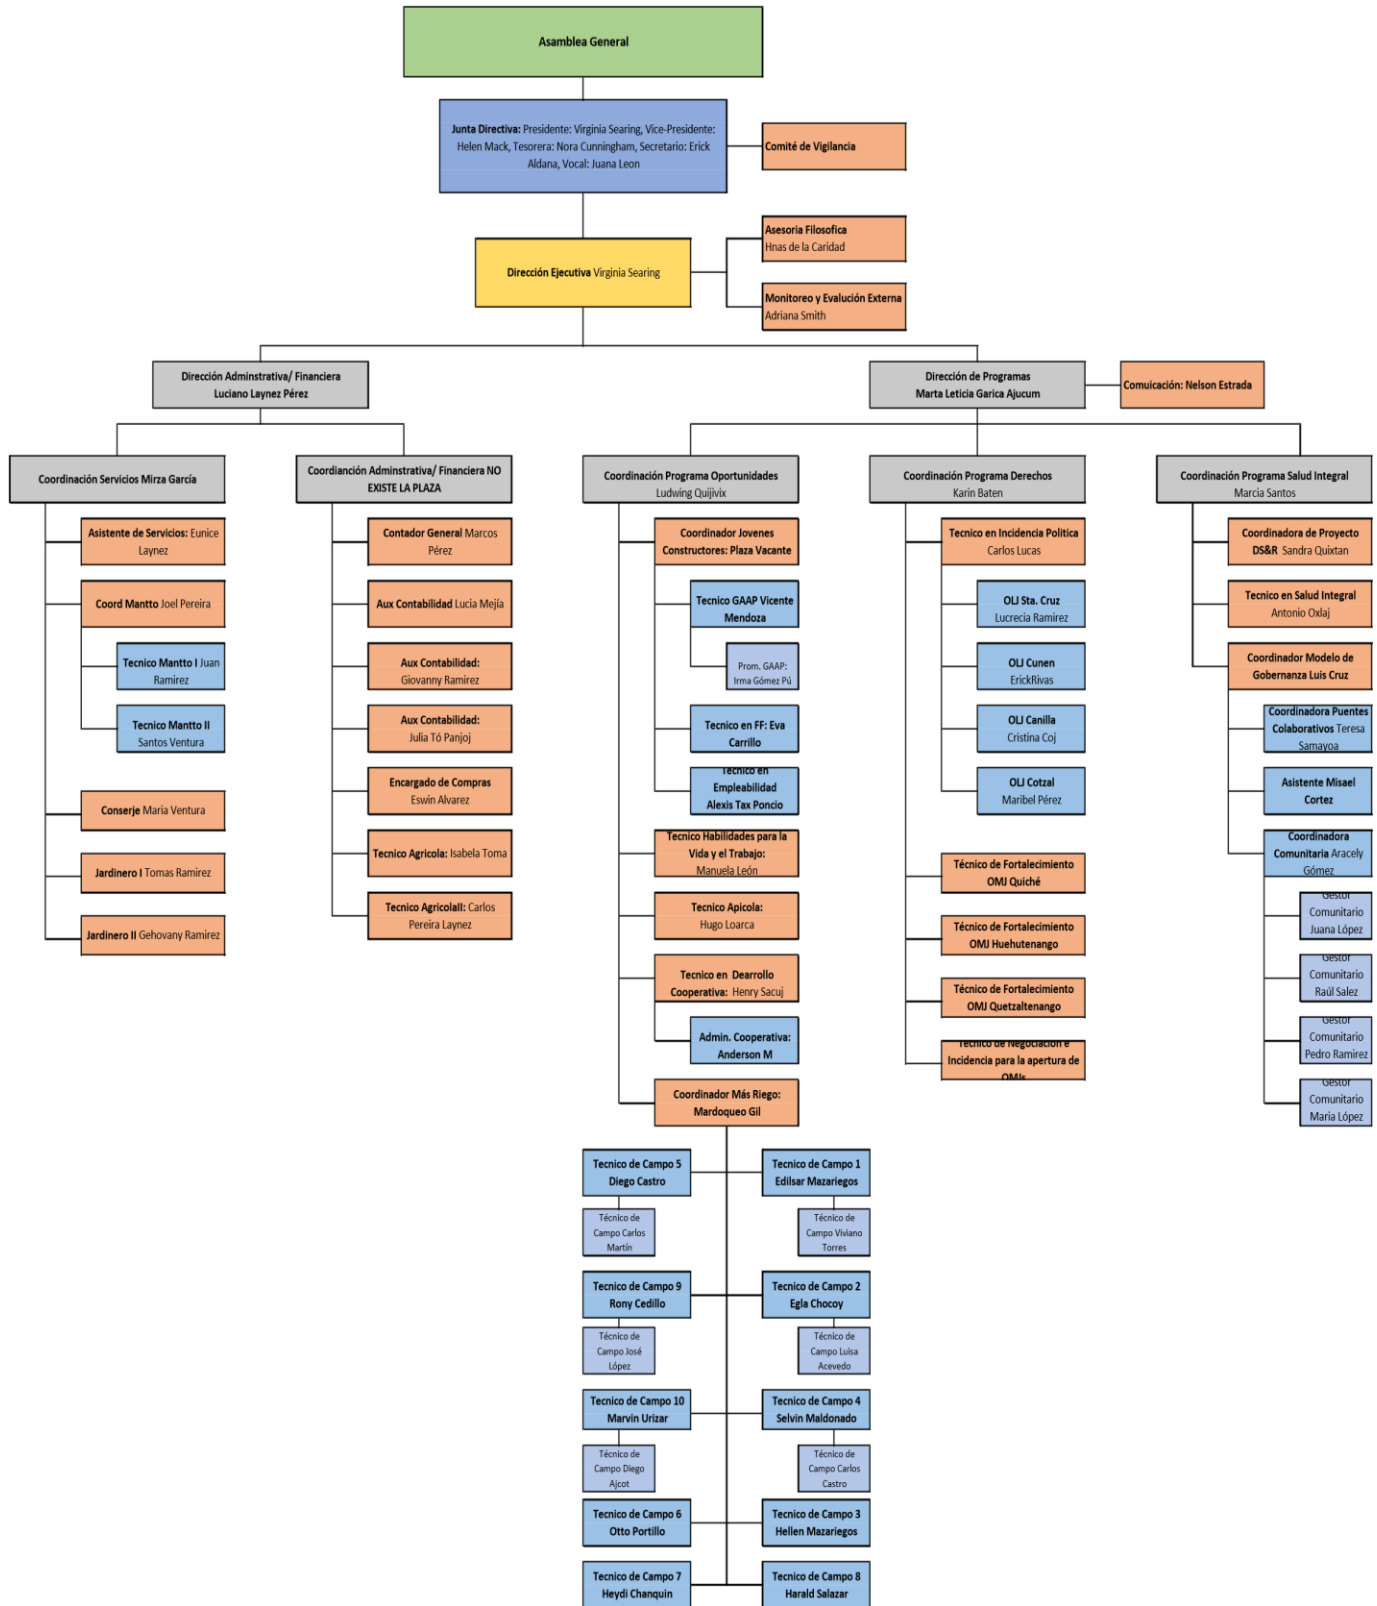 Asamblea General
Junta Directiva: Presidente: Virginia Searing, Vice-Presidente:
Helen Mack, Tesorera: Nora Cunningham, Secretario: Erick
Aldana, Vocal: Juana Leon
Comité de Vigilancia
Asesoria Filosofica
Hnas de la Caridad
Dirección Ejecutiva Virginia Searing
Monitoreo y Evalución Externa
Adriana Smith
Dirección Adminstrativa/ Financiera
Luciano Laynez Pérez
Dirección de Programas
Marta Leticia Garica Ajucum
Comuicación: Nelson Estrada
Coordinación Servicios Mirza García
Asistente de Servicios: Eunice
Laynez
Coord Mantto Joel Pereira
Tecnico Mantto I Juan
Ramirez
Tecnico Mantto II
Santos Ventura
Conserje Maria Ventura
Jardinero I Tomas Ramirez
Jardinero II Gehovany Ramirez
Coordianción Adminstrativa/ Financiera NO
EXISTE LA PLAZA
Contador General Marcos
Pérez
Aux Contabilidad Lucia Mejía
Aux Contabilidad:
Giovanny Ramirez
Aux Contabilidad:
Julia Tó Panjoj
Encargado de Compras
Eswin Alvarez
Tecnico Agricola: Isabela Toma
Tecnico AgricolaII: Carlos
Pereira Laynez
Coordinación Programa Oportunidades
Ludwing Quijivix
Coordinador Jovenes
Constructores: Plaza Vacante
Tecnico GAAP Vicente
Mendoza
Prom. GAAP:
Irma Gómez Pú
Tecnico en FF: Eva
Carrillo
Tecnico en
Empleabilidad
Alexis Tax Poncio
Tecnico Habilidades para la
Vida y el Trabajo:
Manuela León
Tecnico Apicola:
Hugo Loarca
Tecnico en Dearrollo
Cooperativa: Henry Sacuj
Admin. Cooperativa:
Anderson M
Coordinador Más Riego:
Mardoqueo Gil
Tecnico de Campo 5
Diego Castro
Técnico de
Campo Carlos
Martín
Tecnico de Campo 1
Edilsar Mazariegos
Técnico de
Campo Viviano
Torres
Tecnico de Campo 9
Rony Cedillo
Técnico de
Campo José
López
Tecnico de Campo 2
Egla Chocoy
Técnico de
Campo Luisa
Acevedo
Tecnico de Campo 10
Marvin Urizar
Técnico de
Campo Diego
Ajcot
Tecnico de Campo 4
Selvin Maldonado
Técnico de
Campo Carlos
Castro
Tecnico de Campo 6
Otto Portillo
Tecnico de Campo 3
Hellen Mazariegos
Tecnico de Campo 7
Heydi Chanquin
Tecnico de Campo 8
Harald Salazar
Coordinación Programa Derechos
Karin Baten
Tecnico en Incidencia Politica
Carlos Lucas
OLJ Sta. Cruz
Lucrecia Ramirez
OLJ Cunen
ErickRivas
OLJ Canilla
Cristina Coj
OLJ Cotzal
Maribel Pérez
Técnico de Fortalecimiento
OMJ Quiché
Técnico de Fortalecimiento
OMJ Huehutenango
Técnico de Fortalecimiento
OMJ Quetzaltenango
Técnico de Negociación e
Incidencia para la apertura de
OMJs
Coordinación Programa Salud Integral
Marcia Santos
Coordinadora de Proyecto
DS&R Sandra Quixtan
Tecnico en Salud Integral
Antonio Oxlaj
Coordinador Modelo de
Gobernanza Luis Cruz
Coordinadora Puentes
Colaborativos Teresa
Samayoa
Asistente Misael
Cortez
Coordinadora
Comunitaria Aracely
Gómez
Gestor
Comunitario
Juana López
Gestor
Comunitario
Raúl Salez
Gestor
Comunitario
Pedro Ramirez
Gestor
Comunitario
Maria López